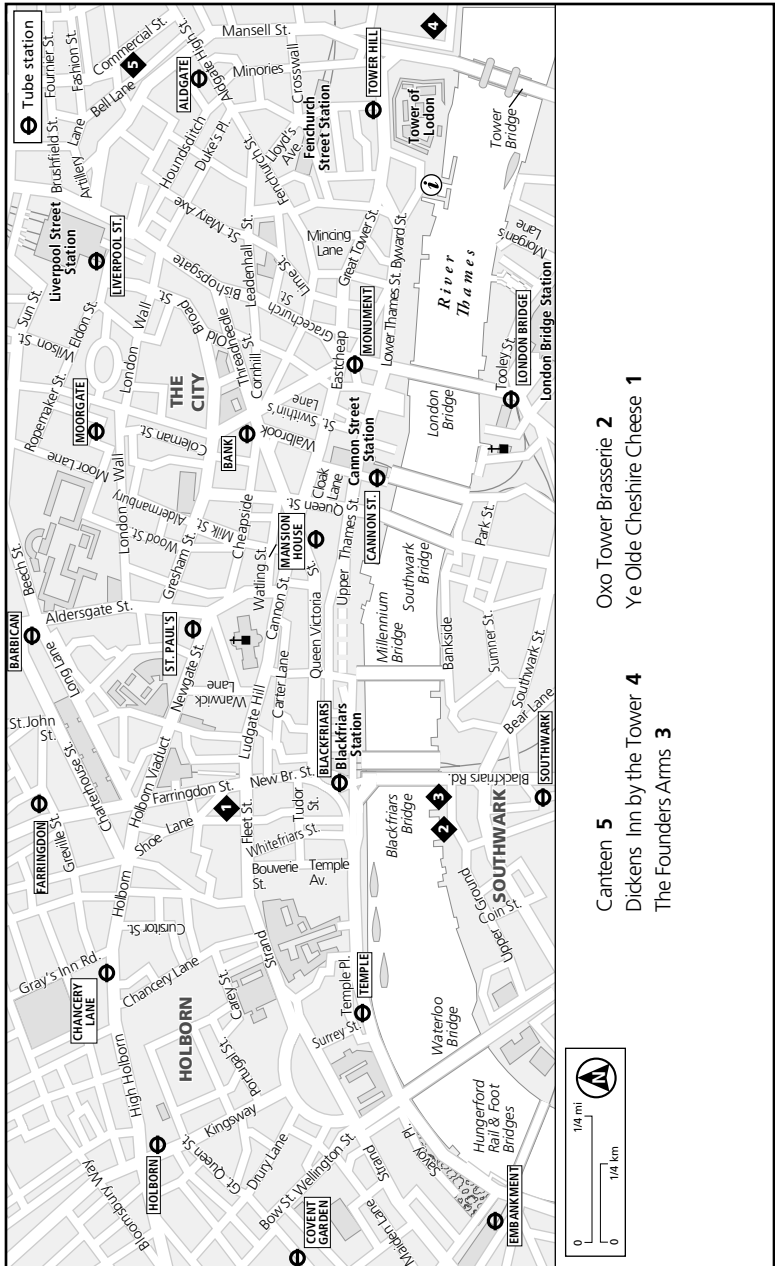 Tube station
Fournier St.
Fashion St.
Commercial St.
Brushfield St.
Artillery Lane
Bell Lane
5
Aldgate High St.
ALDGATE
Mansell St.
4
Minories
Crosswall
Houndsditch
Duke's Pl.
Fenchurch St.
Lloyd's
Ave.
Fenchurch
Street Station
TOWER HILL
Tower of
Lodon
Tower
Bridge
Liverpool Street
Station
LIVERPOOL ST.
Sun St.
Wilson St.
Eldon St.
St. Mary Axe
Bishopsgate
Leadenhall St.
Lime St.
Mincing
Lane
Great Tower St.
Byward St.
Lower Thames St.
Gracechurch St.
i
River
Thames
Morgan's
Lane
Ropemaker St.
MOORGATE
London Wall
Old Broad St.
Threadneedle St.
Cornhill
THE
CITY
Eastcheap
MONUMENT
London
Bridge
Tooley St.
LONDON BRIDGE
London Bridge Station
Moor Lane
Coleman St.
BANK
St. Swithin's
Lane
Walbrook
Cannon Street
Station
CANNON ST.
Beech St.
London Wall
Aldermanbury
Wood St.
Milk St.
Gresham St.
Cheapside
Queen St.
Cloak
Lane
MANSION
HOUSE
Watling St.
Cannon St.
Queen Victoria St.
Upper Thames St.
Southwark
Bridge
Park St.
BARBICAN
Aldersgate St.
Long Lane
ST. PAUL'S
Newgate St.
Warwick
Lane
Ludgate Hill
Carter Lane
Millennium
Bridge
Bankside
Sumner St.
Southwark St.
Bear Lane
St. John
St.
Charterhouse St.
FARRINGDON
Greville St.
Holborn Viaduct
Farringdon St.
Shoe Lane
1
Fleet St.
New Br. St.
BLACKFRIARS
Blackfriars
Station
Tudor
St.
Whitefriars St.
Bouverie
St.
Temple
Av.
Blackfriars
Bridge
3
2
Blackfriars Rd.
SOUTHWARK
SOUTHWARK
Upper Ground
Coin St.
Gray's Inn Rd.
CHANCERY
LANE
Holborn
Cursitor St.
Chancery Lane
HOLBORN
High Holborn
Carey St.
Portugal St.
Strand
Surrey St.
Temple Pl.
TEMPLE
Waterloo
Bridge
HOLBORN
Bloomsbury Way
Kingsway
Gt. Queen St.
Drury Lane
Bow St.
Wellington St.
COVENT
GARDEN
Maiden Lane
Strand
Savoy Pl.
Hungerford
Rail & Foot
Bridges
EMBANKMENT
0 1/4 mi
0 1/4 km
N
Canteen 5
Dickens Inn by the Tower 4
The Founders Arms 3
Oxo Tower Brasserie 2
Ye Olde Cheshire Cheese 1